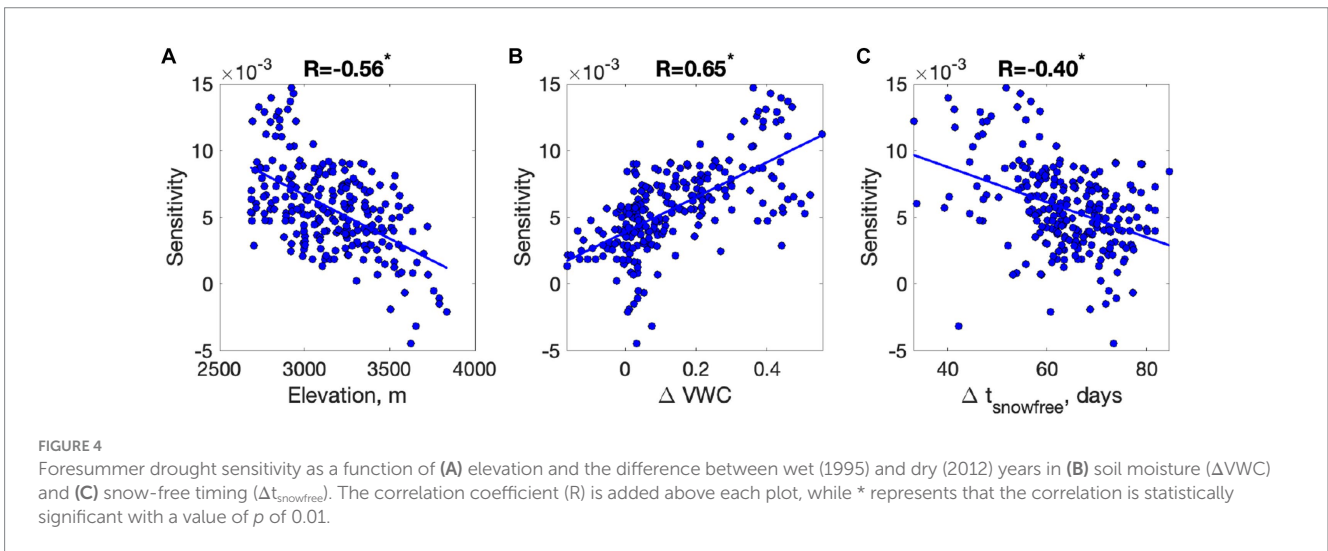 A
R=-0.56*
×10-3
15
10
5
0
-5
Sensitivity
2500 3000 3500 4000
Elevation, m
B
R=0.65*
×10-3
15
10
5
0
-5
Sensitivity
0 0.2 0.4
Δ VWC
C
R=-0.40*
×10-3
15
10
5
0
-5
Sensitivity
40 60 80
Δ tsnowfree, days
FIGURE 4
Foresummer drought sensitivity as a function of (A) elevation and the difference between wet (1995) and dry (2012) years in (B) soil moisture (ΔVWC)
and (C) snow-free timing (Δtsnowfree). The correlation coefficient (R) is added above each plot, while * represents that the correlation is statistically
significant with a value of p of 0.01.